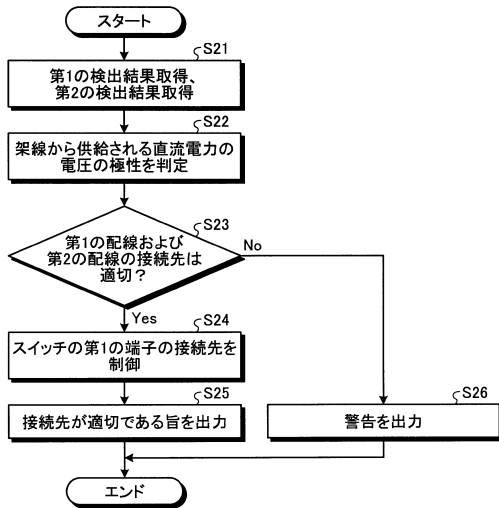 スタート
S21
第1の検出結果取得、
第2の検出結果取得
S22
架線から供給される直流電力の
電圧の極性を判定
S23
第1の配線および
第2の配線の接続先は
適切？
No
Yes
S24
スイッチの第1の端子の接続先を
制御
S25
接続先が適切である旨を出力
S26
警告を出力
エンド